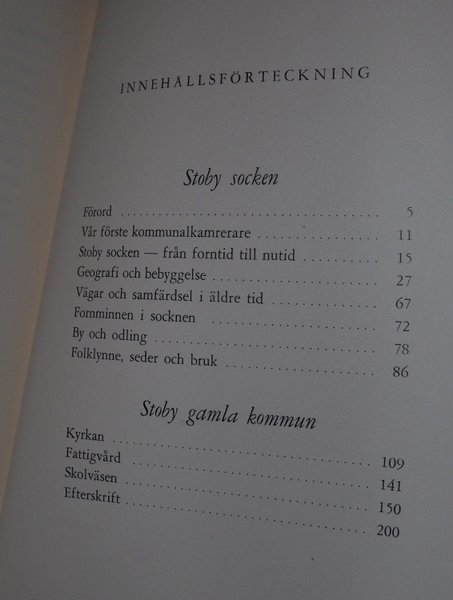 INNEHÅLLSFÖRTECKNING
Stoby socken
Förord 5
Vår förste kommunalkamrerare 11
Stoby socken — från forntid till nutid 15
Geografi och bebyggelse 27
Vägar och samfärdsel i äldre tid 67
Fornminnen i socknen 72
By och odling 78
Folklynne, seder och bruk 86
Stoby gamla kommun
Kyrkan 109
Fattigvård 141
Skolväsen 150
Efterskrift 200